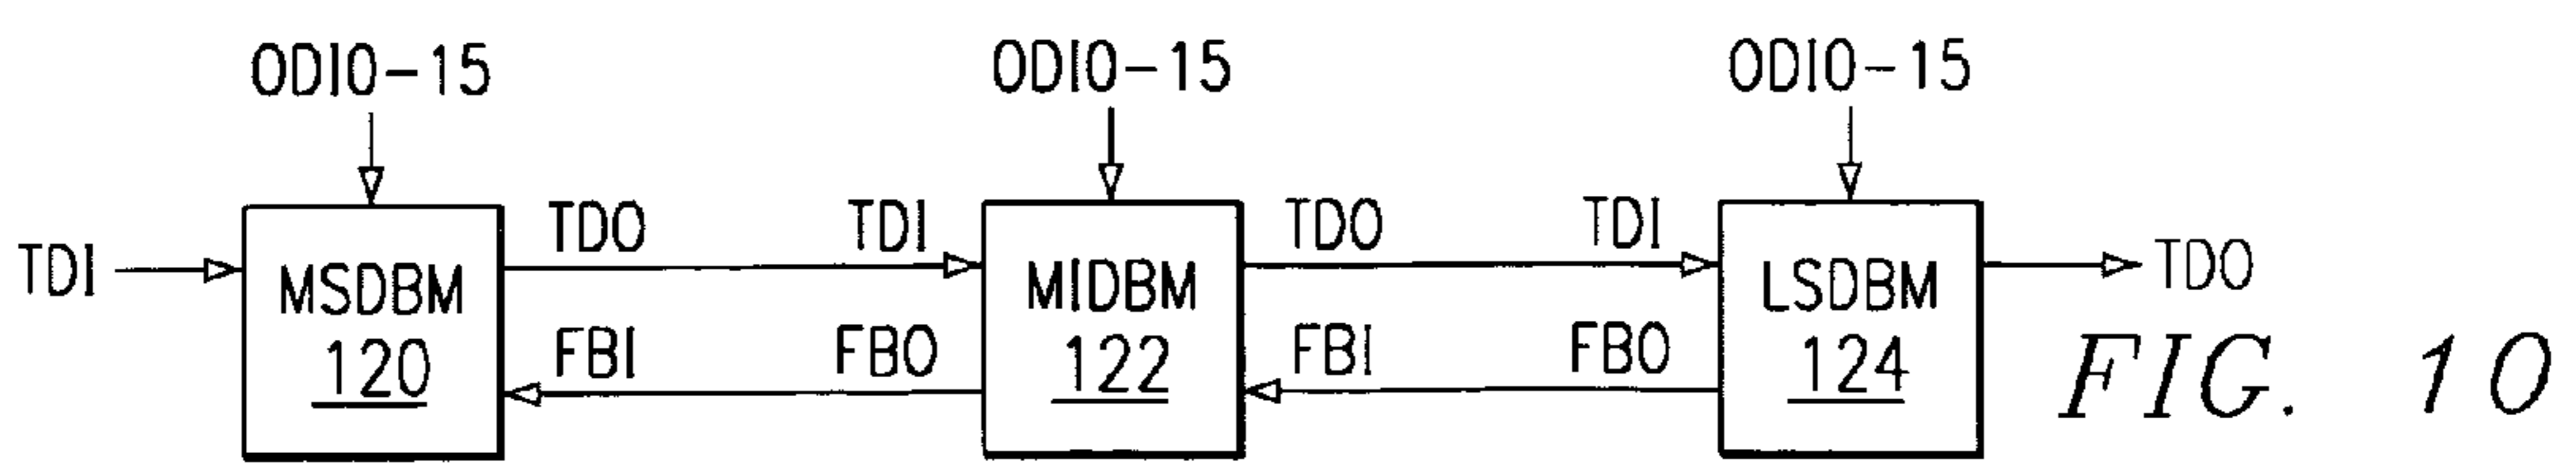 ODI0-15 ODI0-15 ODI0-15
TDI MSDBM TDO TDI MIDBM TDO TDI LSDBM TDO
120 FBI FBO 122 FBI FBO 124
FIG. 10